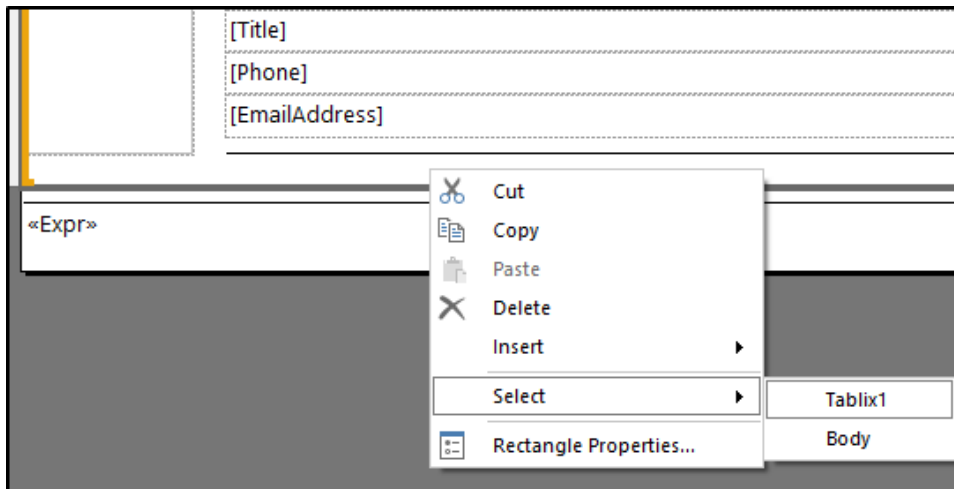 [Title]
[Phone]
[EmailAddress]
«Expr»
Cut
Copy
Paste
Delete
Insert
Select
Rectangle Properties...
Tablix1
Body